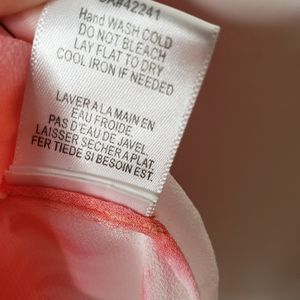 CA#42241
Hand WASH COLD
DO NOT BLEACH
LAY FLAT TO DRY
COOL IRON IF NEEDED
LAVER A LA MAIN EN
EAU FROIDE
PAS D'EAU DE JAVEL
LAISSER SECHER A PLAT
FER TIEDE SI BESOIN EST.